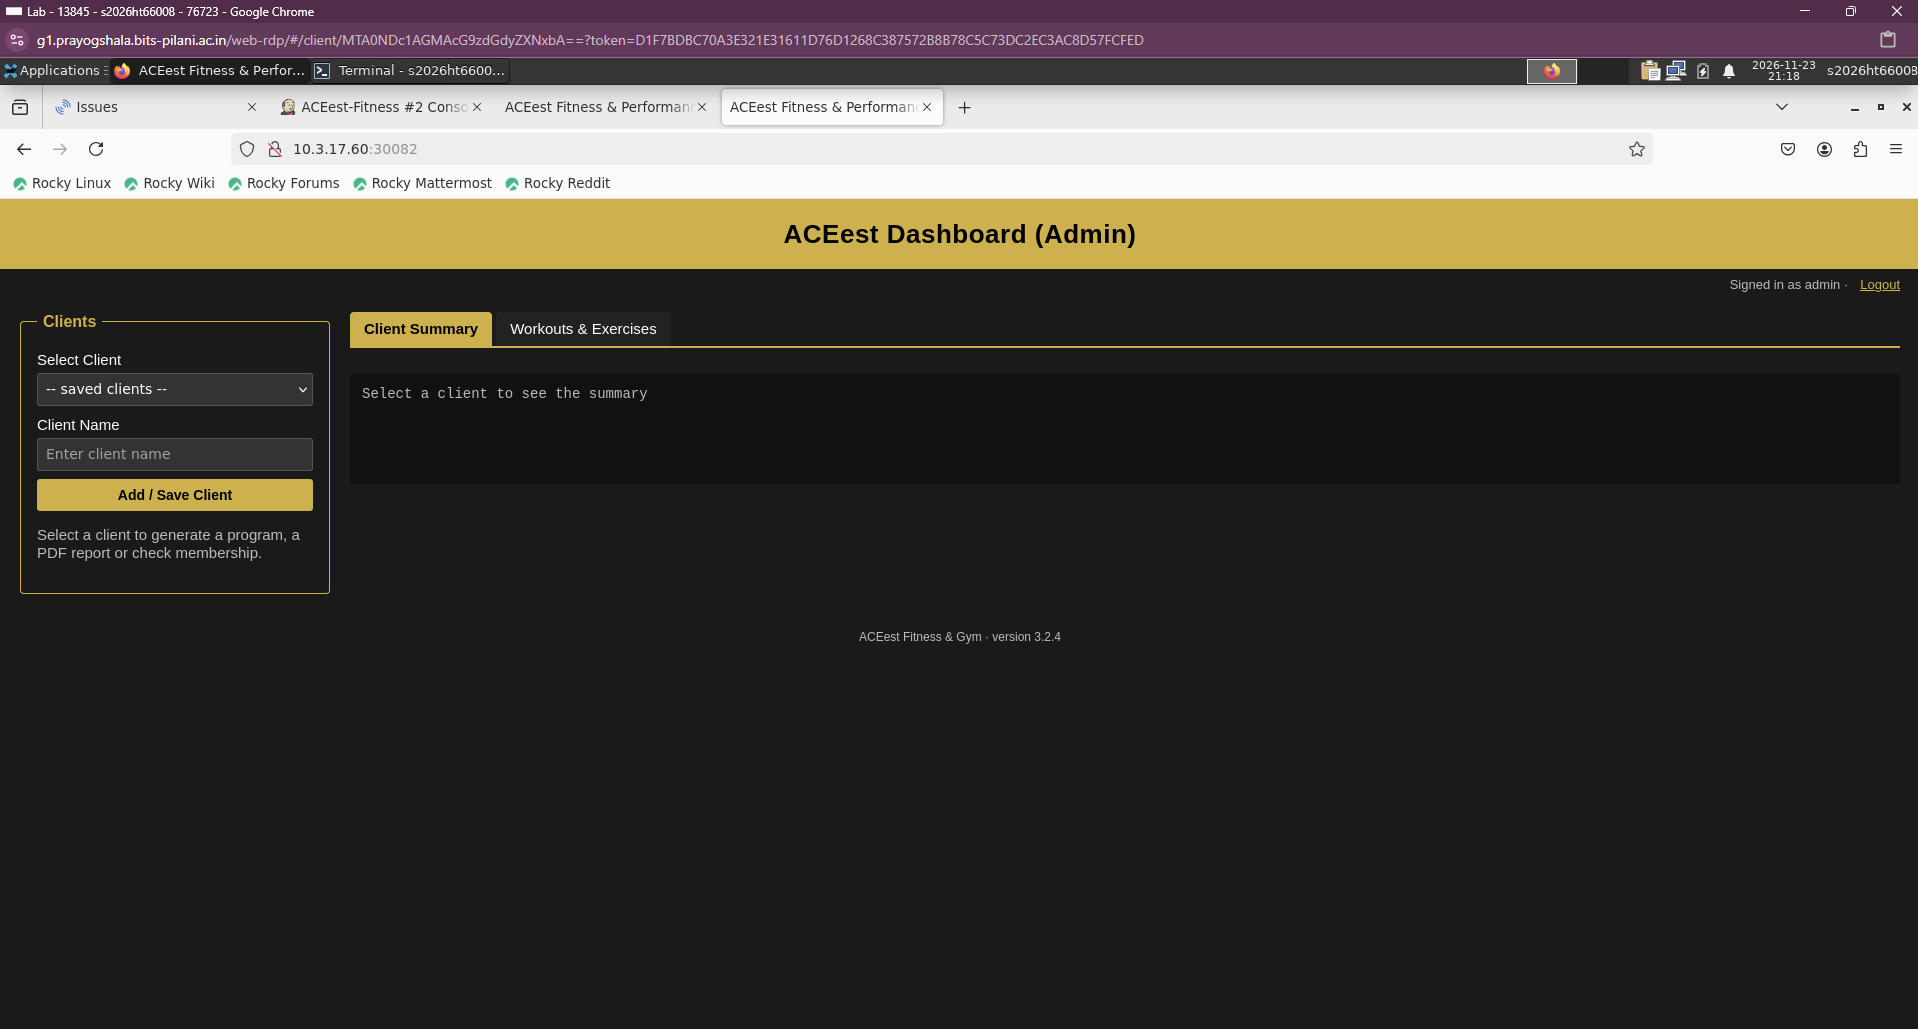 Lab - 13845 - s2026ht66008 - 76723 - Google Chrome
g1.prayogshala.bits-pilani.ac.in/web-rdp/#/client/MTA0NDc1AGMAcG9zdGdyZXNxbA==?token=D1F7BDBC70A3E321E31611D76D1268C387572B8B78C5C73DC2EC3AC8D57FCFED
Applications
ACEest Fitness & Perfor...
Terminal - s2026ht6600...
2026-11-23
21:18
s2026ht66008
Issues
ACEest-Fitness #2 Conso
ACEest Fitness & Performan
ACEest Fitness & Performan
10.3.17.60:30082
Rocky Linux
Rocky Wiki
Rocky Forums
Rocky Mattermost
Rocky Reddit
ACEest Dashboard (Admin)
Signed in as admin · Logout
Clients
Select Client
-- saved clients --
Client Name
Enter client name
Add / Save Client
Select a client to generate a program, a
PDF report or check membership.
Client Summary
Workouts & Exercises
Select a client to see the summary
ACEest Fitness & Gym · version 3.2.4